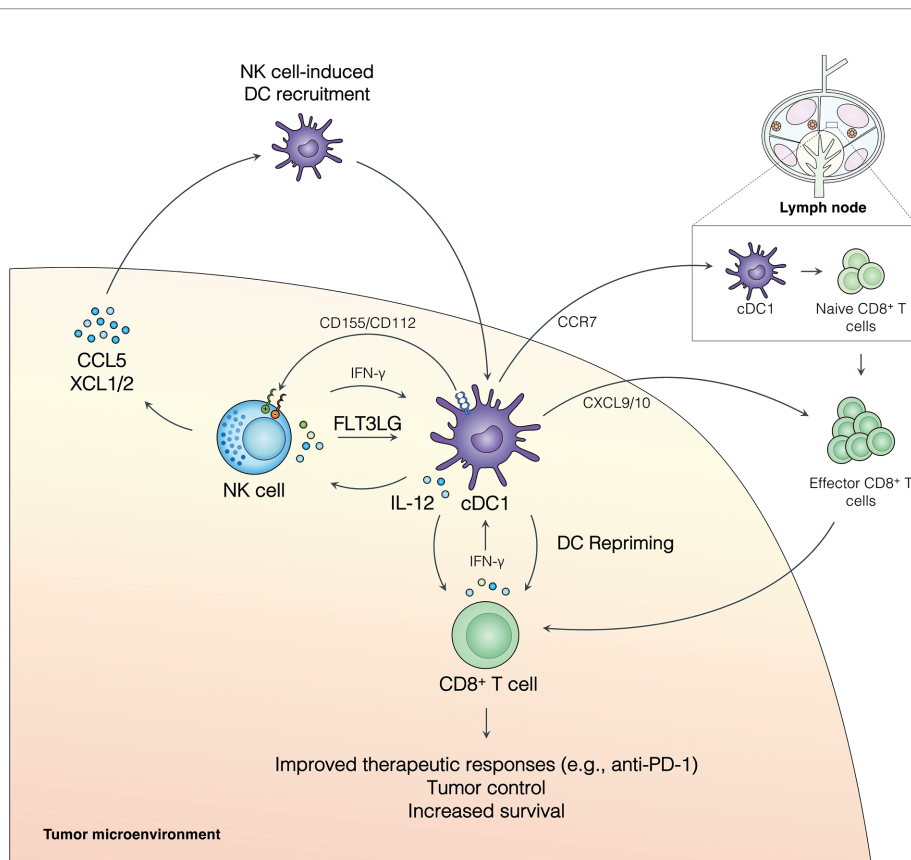 NK cell-induced
DC recruitment
Lymph node
cDC1
Naive CD8⁺ T
cells
CCR7
CD155/CD112
CCL5
XCL1/2
IFN-γ
FLT3LG
CXCL9/10
NK cell
IL-12
cDC1
Effector CD8⁺ T
cells
DC Repriming
IFN-γ
CD8⁺ T cell
Improved therapeutic responses (e.g., anti-PD-1)
Tumor control
Increased survival
Tumor microenvironment